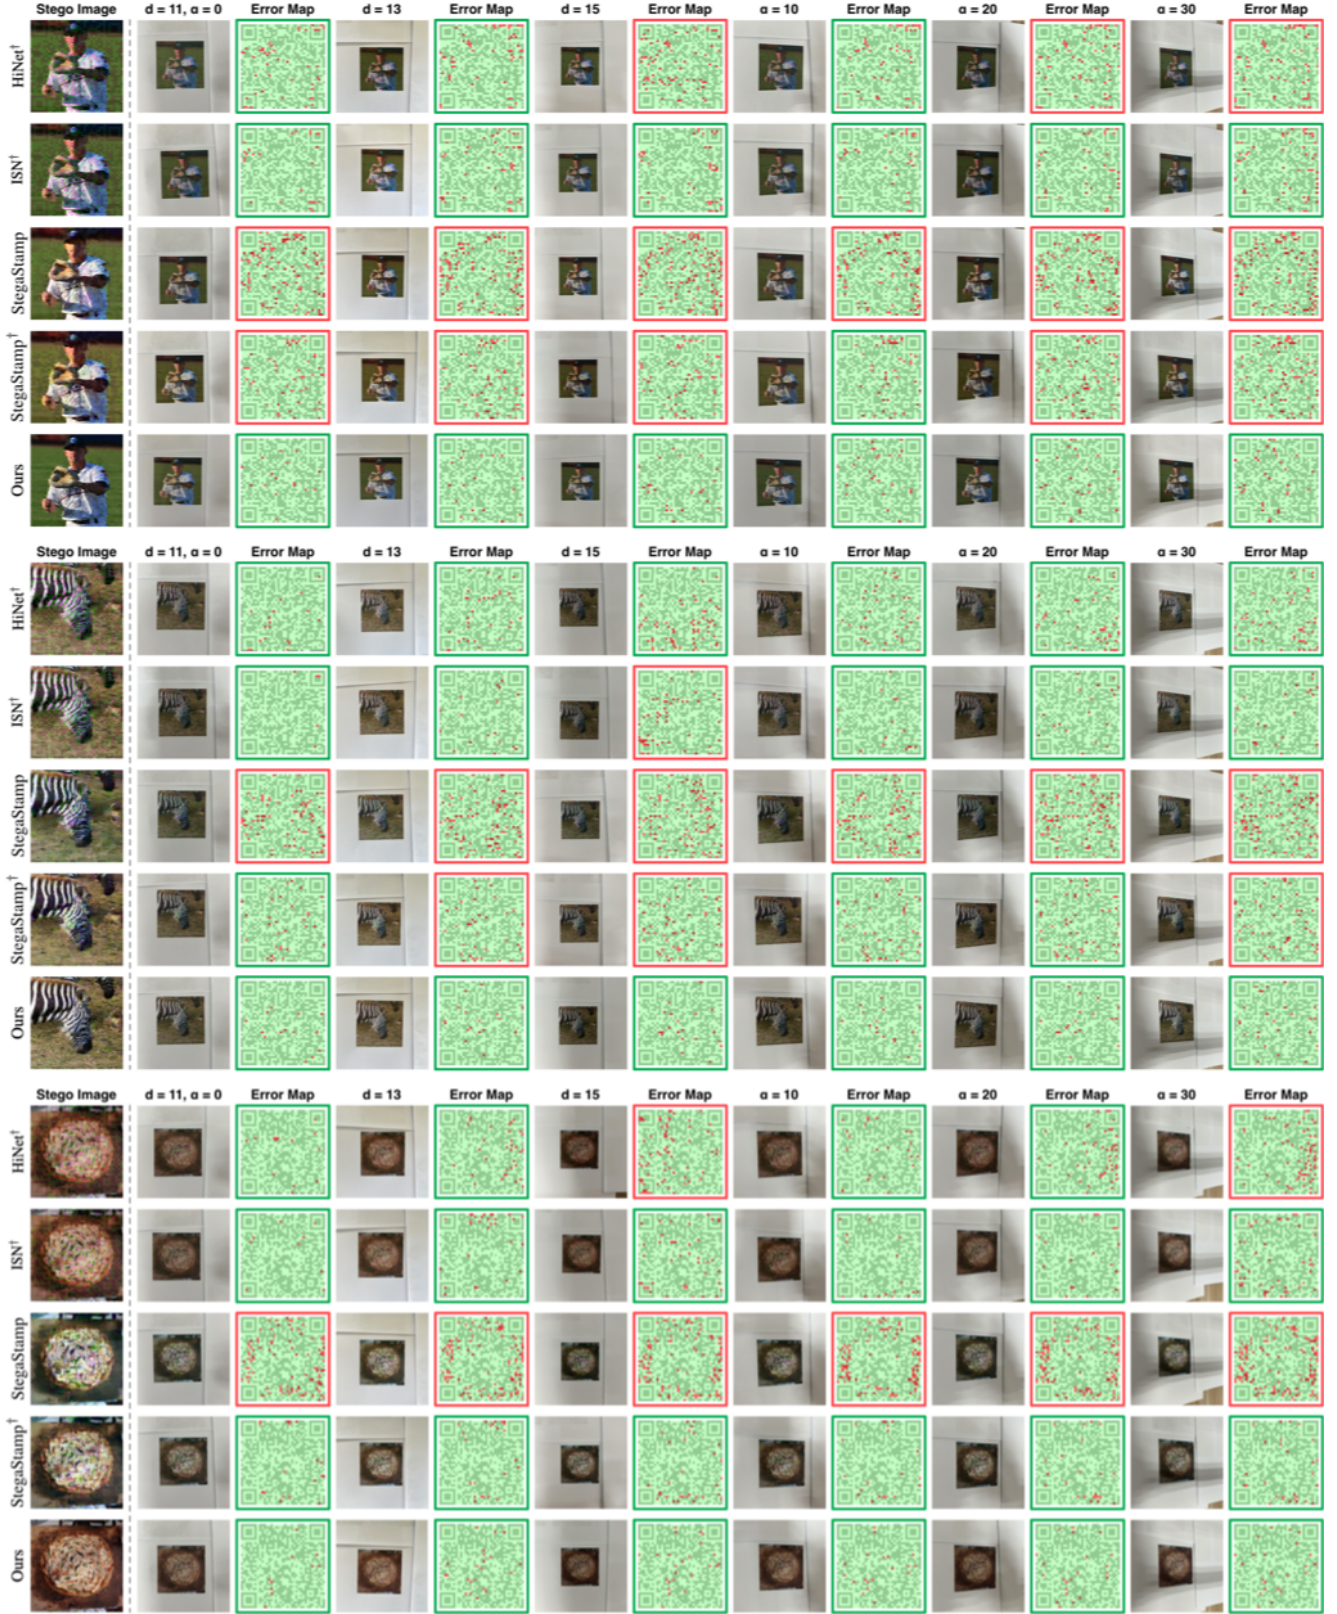 Stego Image d = 11, α = 0 Error Map d = 13 Error Map d = 15 Error Map α = 10 Error Map α = 20 Error Map α = 30 Error Map
HiNet†
ISN†
StegaStamp
StegaStamp†
Ours
Stego Image d = 11, α = 0 Error Map d = 13 Error Map d = 15 Error Map α = 10 Error Map α = 20 Error Map α = 30 Error Map
HiNet†
ISN†
StegaStamp
StegaStamp†
Ours
Stego Image d = 11, α = 0 Error Map d = 13 Error Map d = 15 Error Map α = 10 Error Map α = 20 Error Map α = 30 Error Map
HiNet†
ISN†
StegaStamp
StegaStamp†
Ours